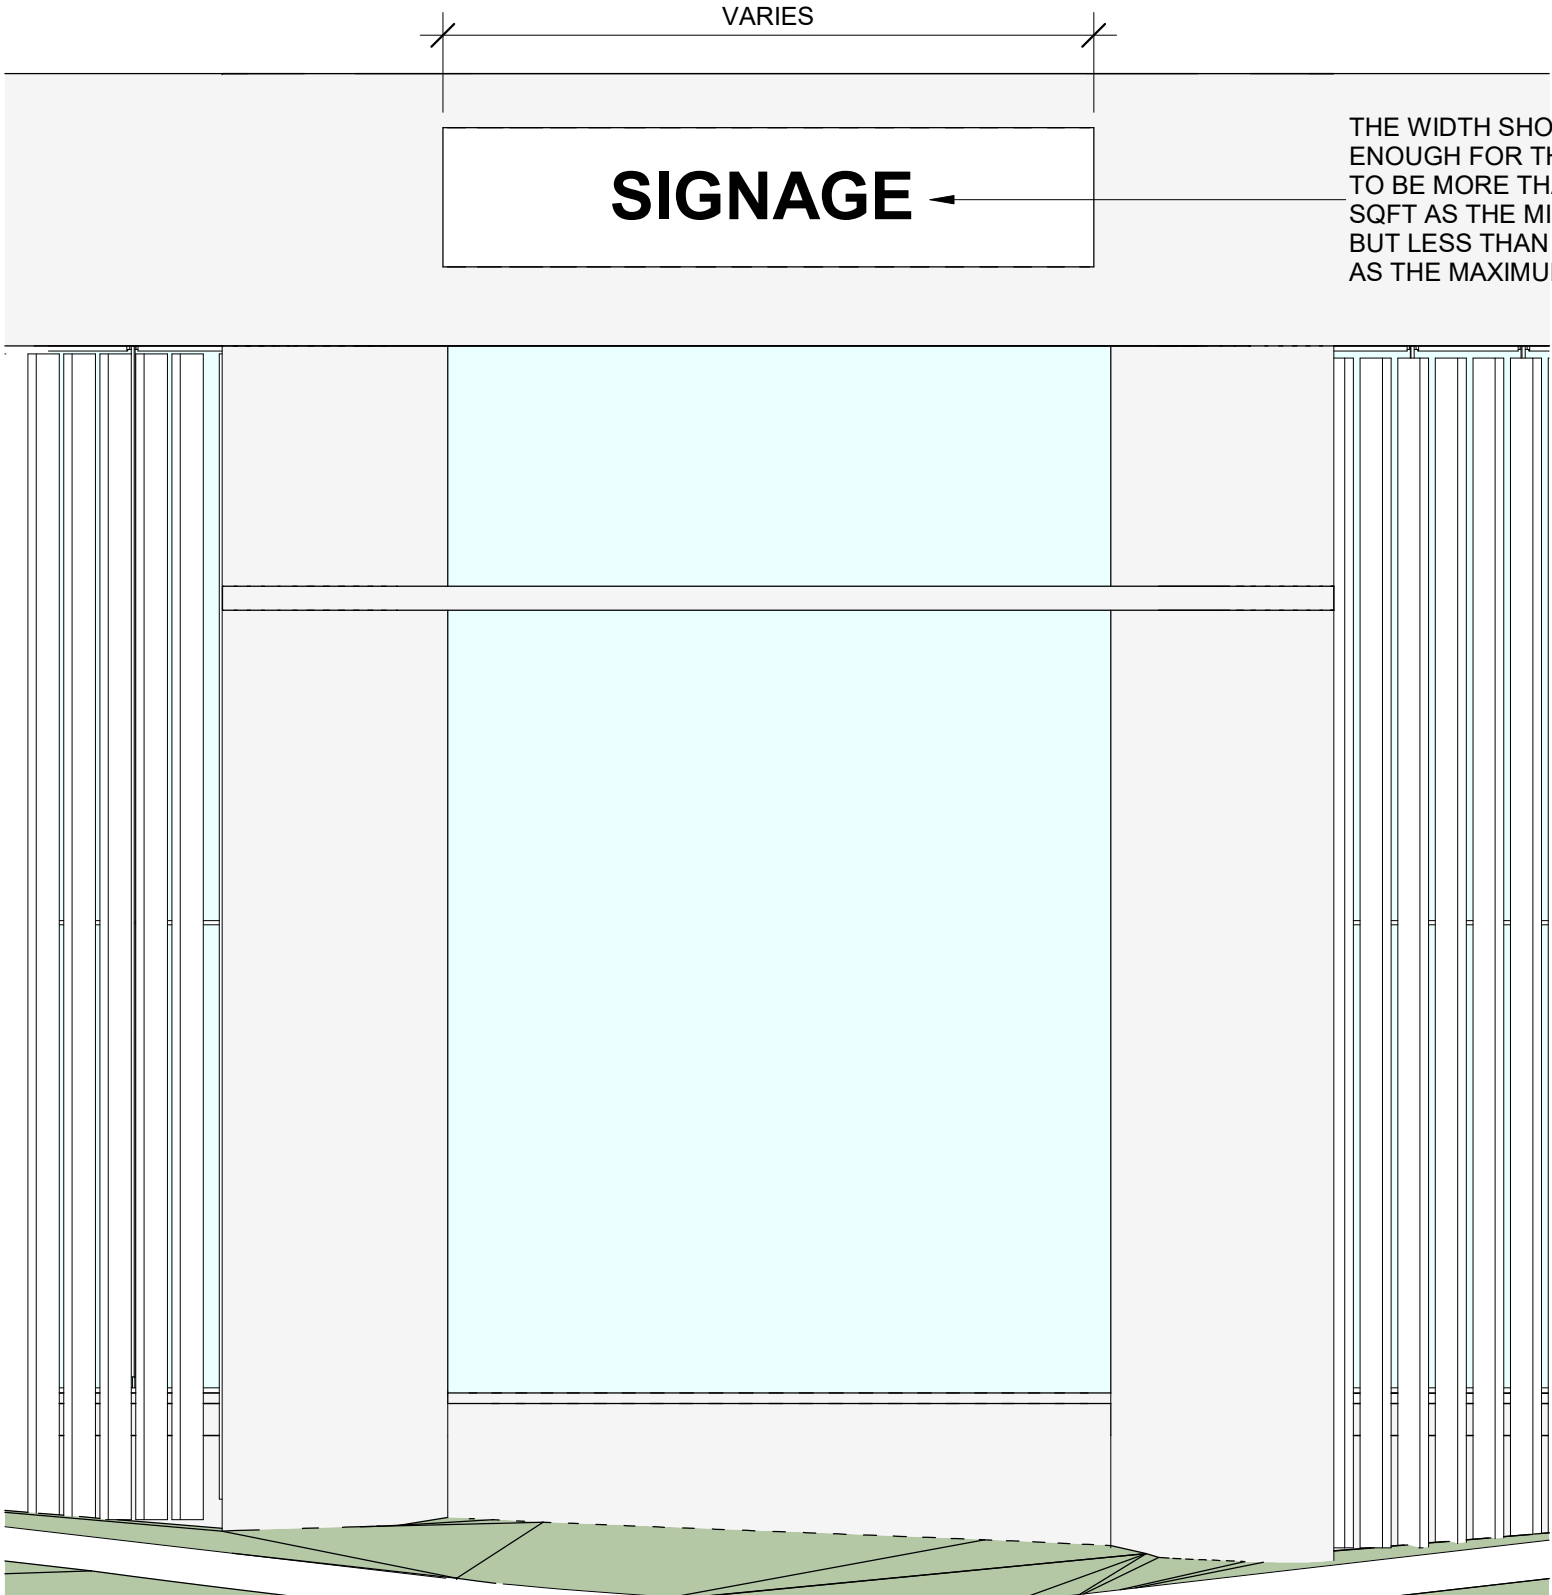 VARIES
SIGNAGE
THE WIDTH SHO
ENOUGH FOR TH
TO BE MORE THA
SQFT AS THE MI
BUT LESS THAN
AS THE MAXIMU